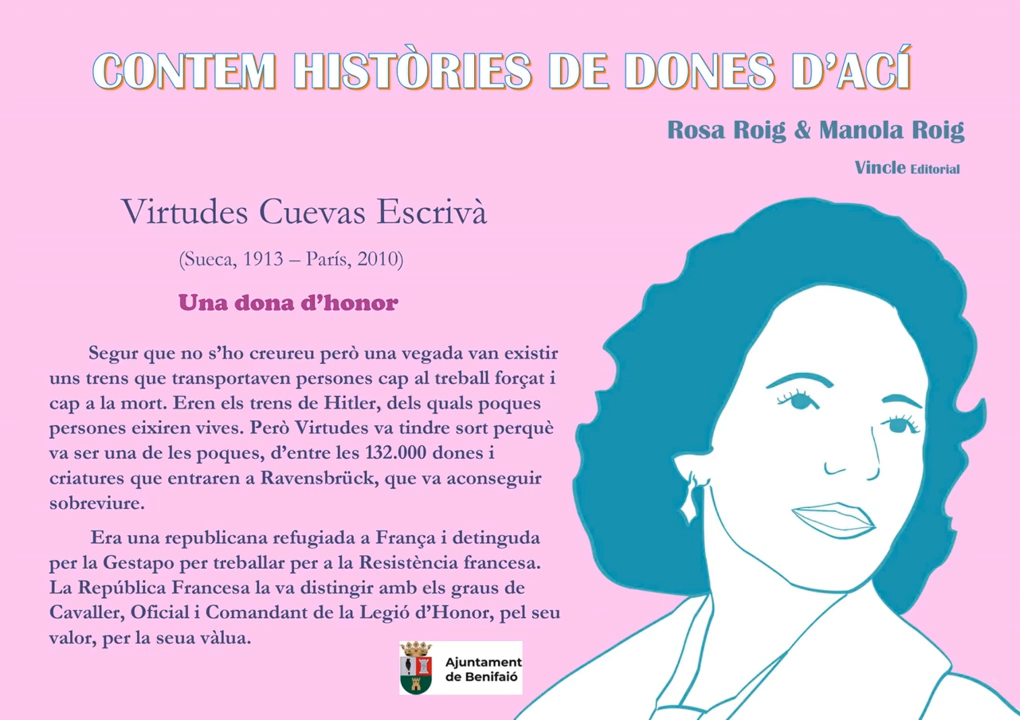 CONTEM HISTÒRIES DE DONES D'ACÍ
Rosa Roig & Manola Roig
Vincle Editorial
Virtudes Cuevas Escrivà
(Sueca, 1913 – París, 2010)
Una dona d'honor
Segur que no s'ho creureu però una vegada van existir
uns trens que transportaven persones cap al treball forçat i
cap a la mort. Eren els trens de Hitler, dels quals poques
persones eixiren vives. Però Virtudes va tindre sort perquè
va ser una de les poques, d'entre les 132.000 dones i
criatures que entraren a Ravensbrück, que va aconseguir
sobreviure.
Era una republicana refugiada a França i detinguda
per la Gestapo per treballar per a la Resistència francesa.
La República Francesa la va distingir amb els graus de
Cavaller, Oficial i Comandant de la Legió d'Honor, pel seu
valor, per la seua vàlua.
Ajuntament
de Benifaió